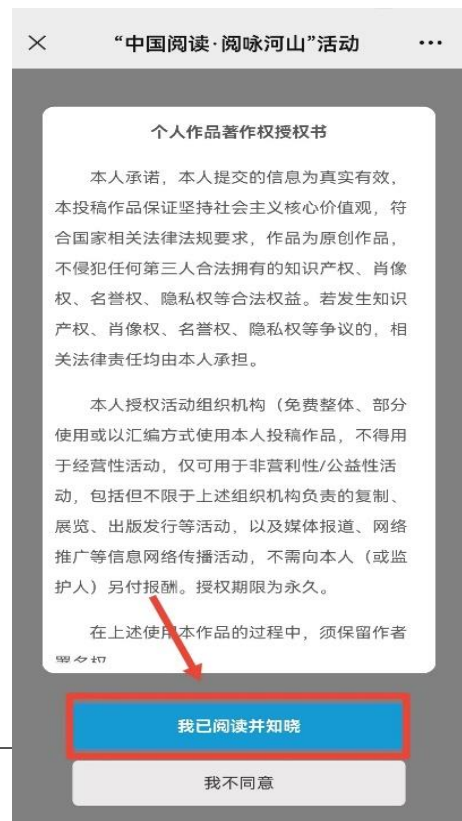 “中国阅读·阅咏河山”活动
个人作品著作权授权书
本人承诺，本人提交的信息为真实有效，
本投稿作品保证坚持社会主义核心价值观，符
合国家相关法律法规要求，作品为原创作品，
不侵犯任何第三人合法拥有的知识产权、肖像
权、名誉权、隐私权等合法权益。若发生知识
产权、肖像权、名誉权、隐私权等争议的，相
关法律责任均由本人承担。
本人授权活动组织机构（免费整体、部分
使用或以汇编方式使用本人投稿作品，不得用
于经营性活动，仅可用于非营利性/公益性活
动，包括但不限于上述组织机构负责的复制、
展览、出版发行等活动，以及媒体报道、网络
推广等信息网络传播活动，不需向本人（或监
护人）另付报酬。授权期限为永久。
在上述使用本作品的过程中，须保留作者
署名权
我已阅读并知晓
我不同意